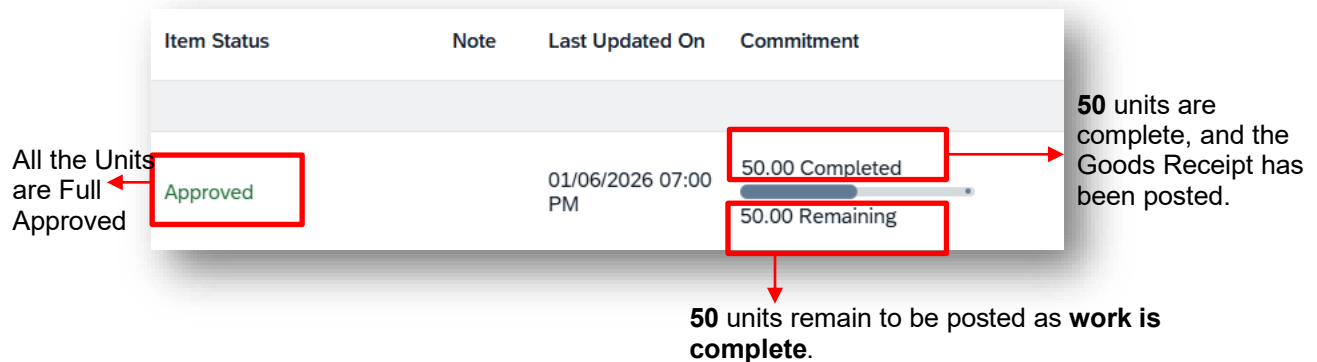 Item Status Note Last Updated On Commitment
50 units are
complete, and the
Goods Receipt has
been posted.
All the Units
are Full
Approved
Approved
01/06/2026 07:00
PM
50.00 Completed
50.00 Remaining
50 units remain to be posted as work is
complete.